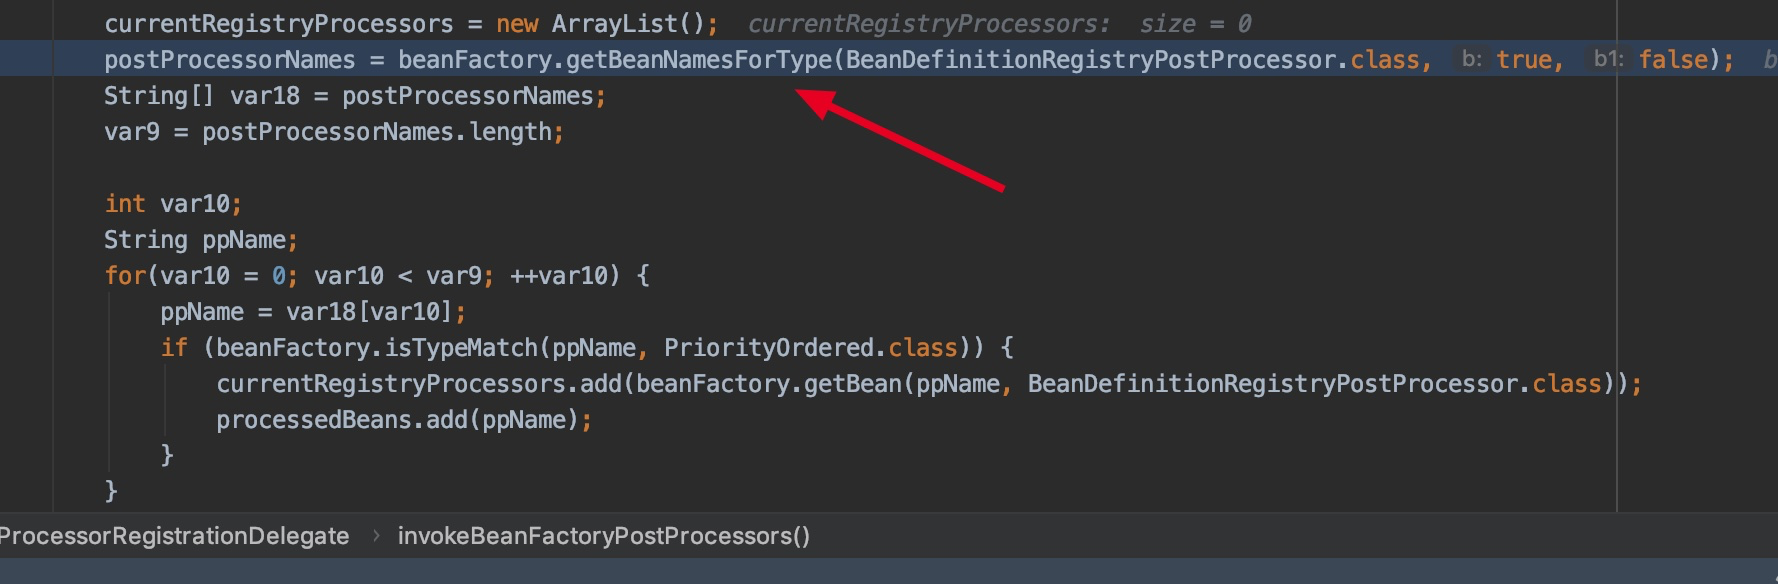 currentRegistryProcessors = new ArrayList(); currentRegistryProcessors: size = 0
postProcessorNames = beanFactory.getBeanNamesForType(BeanDefinitionRegistryPostProcessor.class, b: true, b1: false); b
String[] var18 = postProcessorNames;
var9 = postProcessorNames.length;
int var10;
String ppName;
for(var10 = 0; var10 < var9; ++var10) {
ppName = var18[var10];
if (beanFactory.isTypeMatch(ppName, PriorityOrdered.class)) {
currentRegistryProcessors.add(beanFactory.getBean(ppName, BeanDefinitionRegistryPostProcessor.class));
processedBeans.add(ppName);
}
}
ProcessorRegistrationDelegate › invokeBeanFactoryPostProcessors()